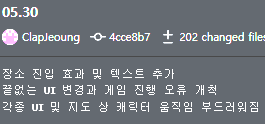 05.30
ClapJeoung 4cce8b7 ± 202 changed files
장소 진입 효과 및 텍스트 추가
끝없는 UI 변경과 게임 진행 오류 개척
각종 UI 및 지도 상 캐릭터 움직임 부드러워짐